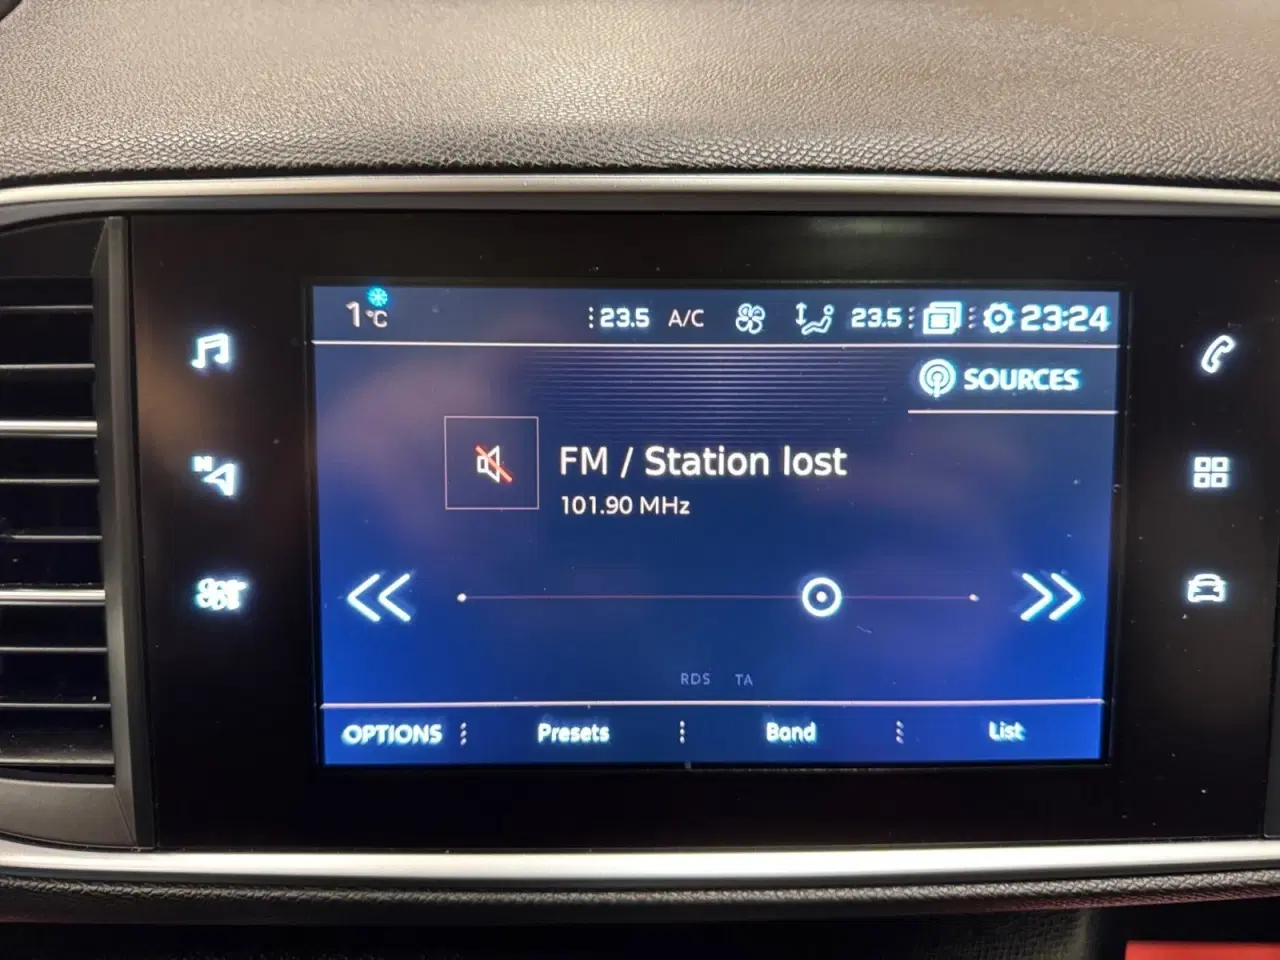 1 °C 23.5 A/C 23.5 23:24
SOURCES
FM / Station lost
101.90 MHz
RDS TA
OPTIONS Presets Band List